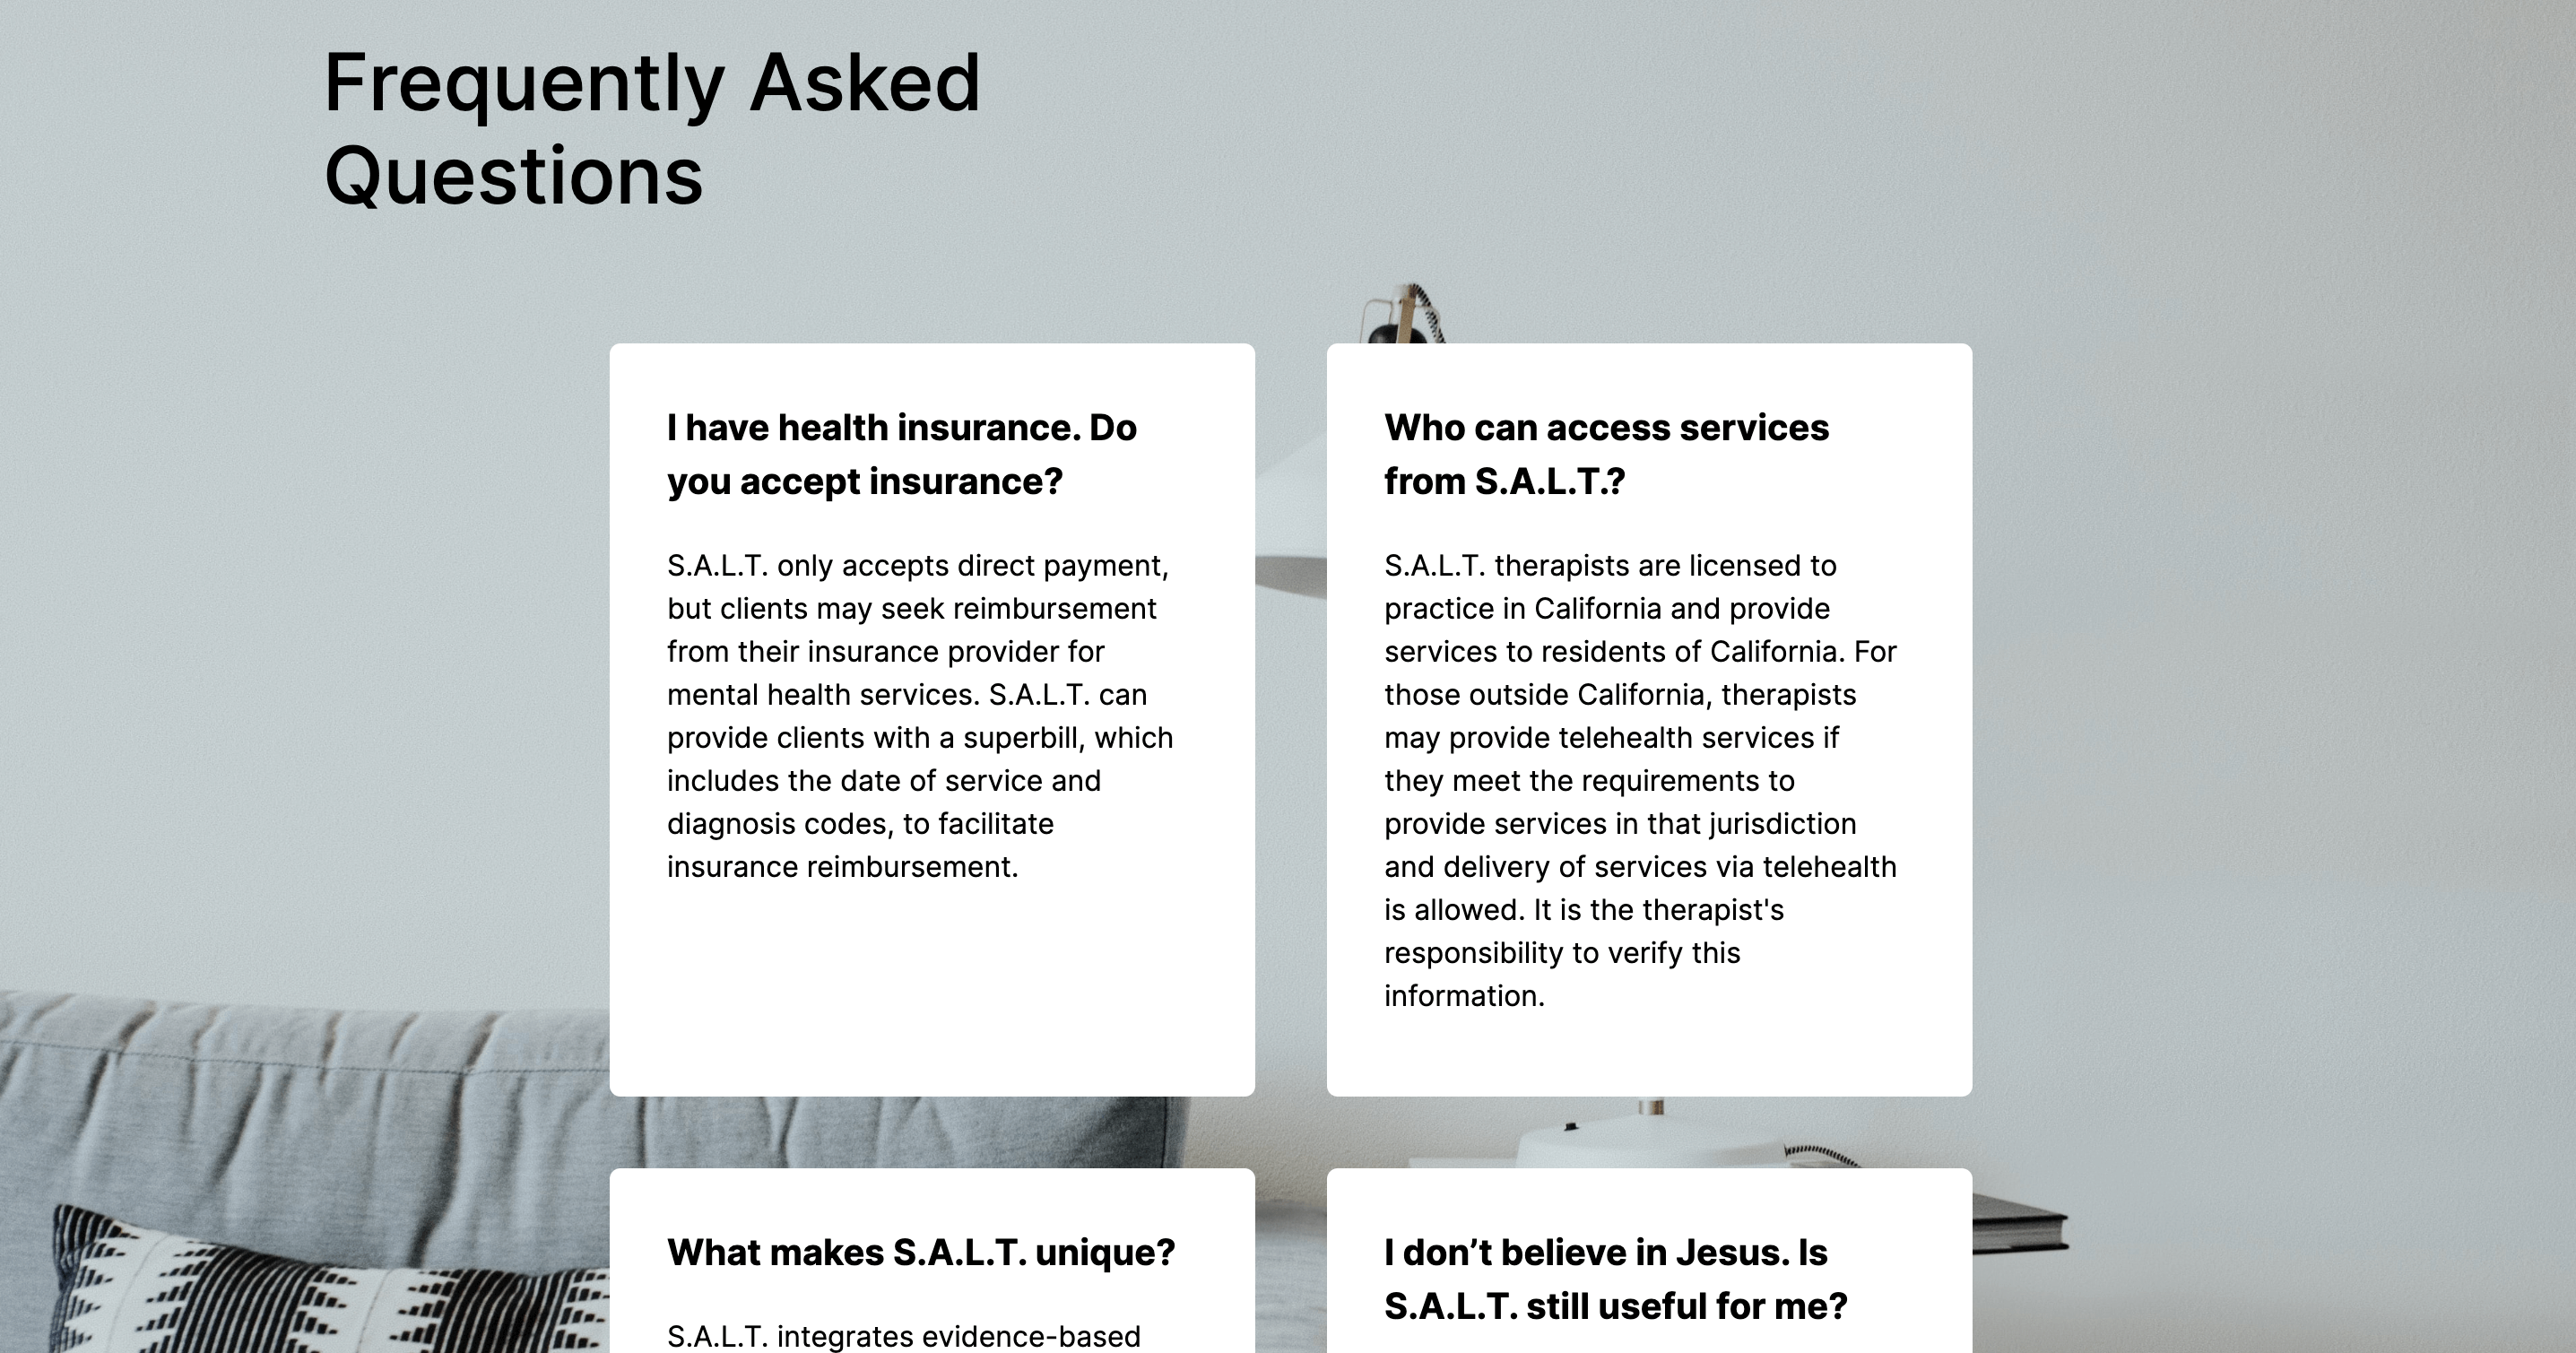 Frequently Asked
Questions
I have health insurance. Do
you accept insurance?
S.A.L.T. only accepts direct payment,
but clients may seek reimbursement
from their insurance provider for
mental health services. S.A.L.T. can
provide clients with a superbill, which
includes the date of service and
diagnosis codes, to facilitate
insurance reimbursement.
Who can access services
from S.A.L.T.?
S.A.L.T. therapists are licensed to
practice in California and provide
services to residents of California. For
those outside California, therapists
may provide telehealth services if
they meet the requirements to
provide services in that jurisdiction
and delivery of services via telehealth
is allowed. It is the therapist's
responsibility to verify this
information.
What makes S.A.L.T. unique?
S.A.L.T. integrates evidence-based
I don’t believe in Jesus. Is
S.A.L.T. still useful for me?